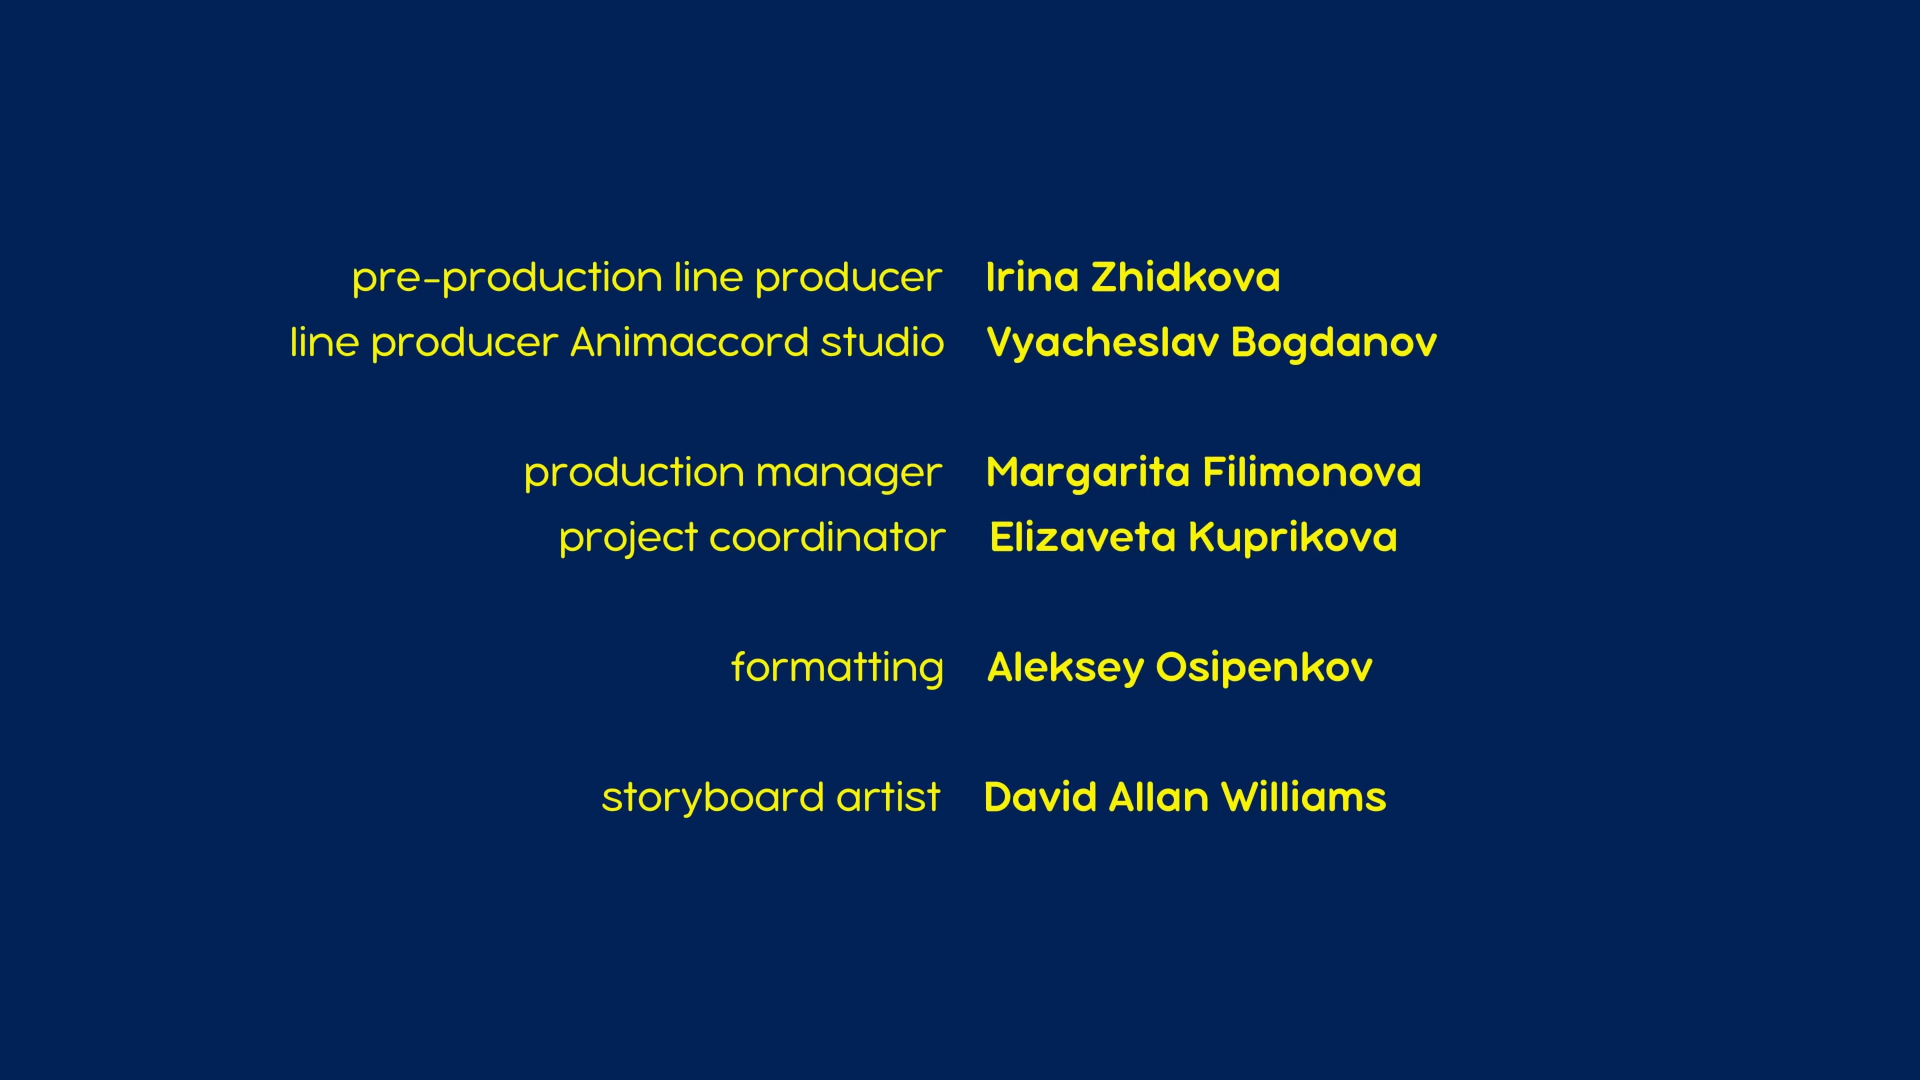 pre-production line producer Irina Zhidkova
line producer Animaccord studio Vyacheslav Bogdanov
production manager Margarita Filimonova
project coordinator Elizaveta Kuprikova
formatting Aleksey Osipenkov
storyboard artist David Allan Williams